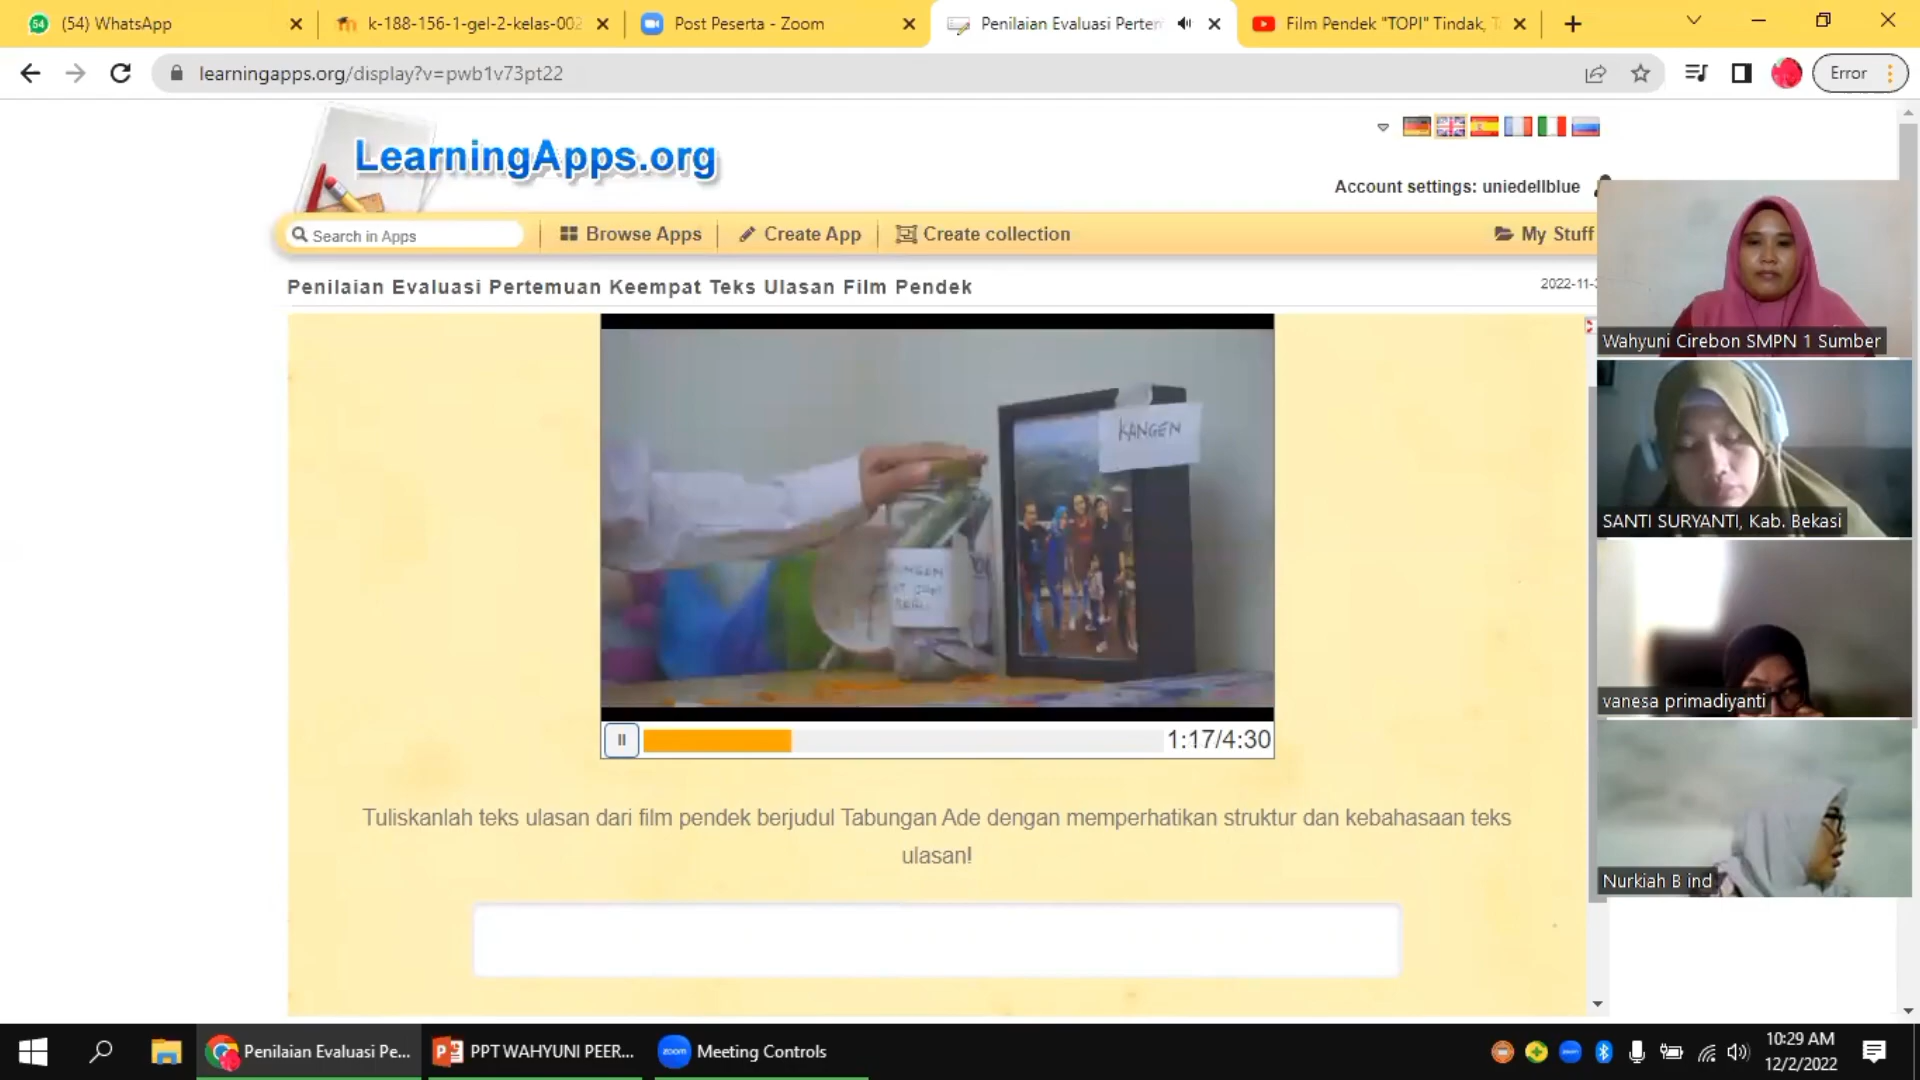 (54) WhatsApp
k-188-156-1-gel-2-kelas-002
Post Peserta - Zoom
Penilaian Evaluasi Perten
Film Pendek "TOPI" Tindak, T
learningapps.org/display?v=pwb1v73pt22
Error
LearningApps.org
Account settings: uniedellblue
Search in Apps
Browse Apps
Create App
Create collection
My Stuff
Penilaian Evaluasi Pertemuan Keempat Teks Ulasan Film Pendek
2022-11-
KANGEN
1:17/4:30
Tuliskanlah teks ulasan dari film pendek berjudul Tabungan Ade dengan memperhatikan struktur dan kebahasaan teks
ulasan!
Wahyuni Cirebon SMPN 1 Sumber
SANTI SURYANTI, Kab. Bekasi
vanesa primadiyanti
Nurkiah B ind
Penilaian Evaluasi Pe...
PPT WAHYUNI PEER...
zoom
Meeting Controls
10:29 AM
12/2/2022